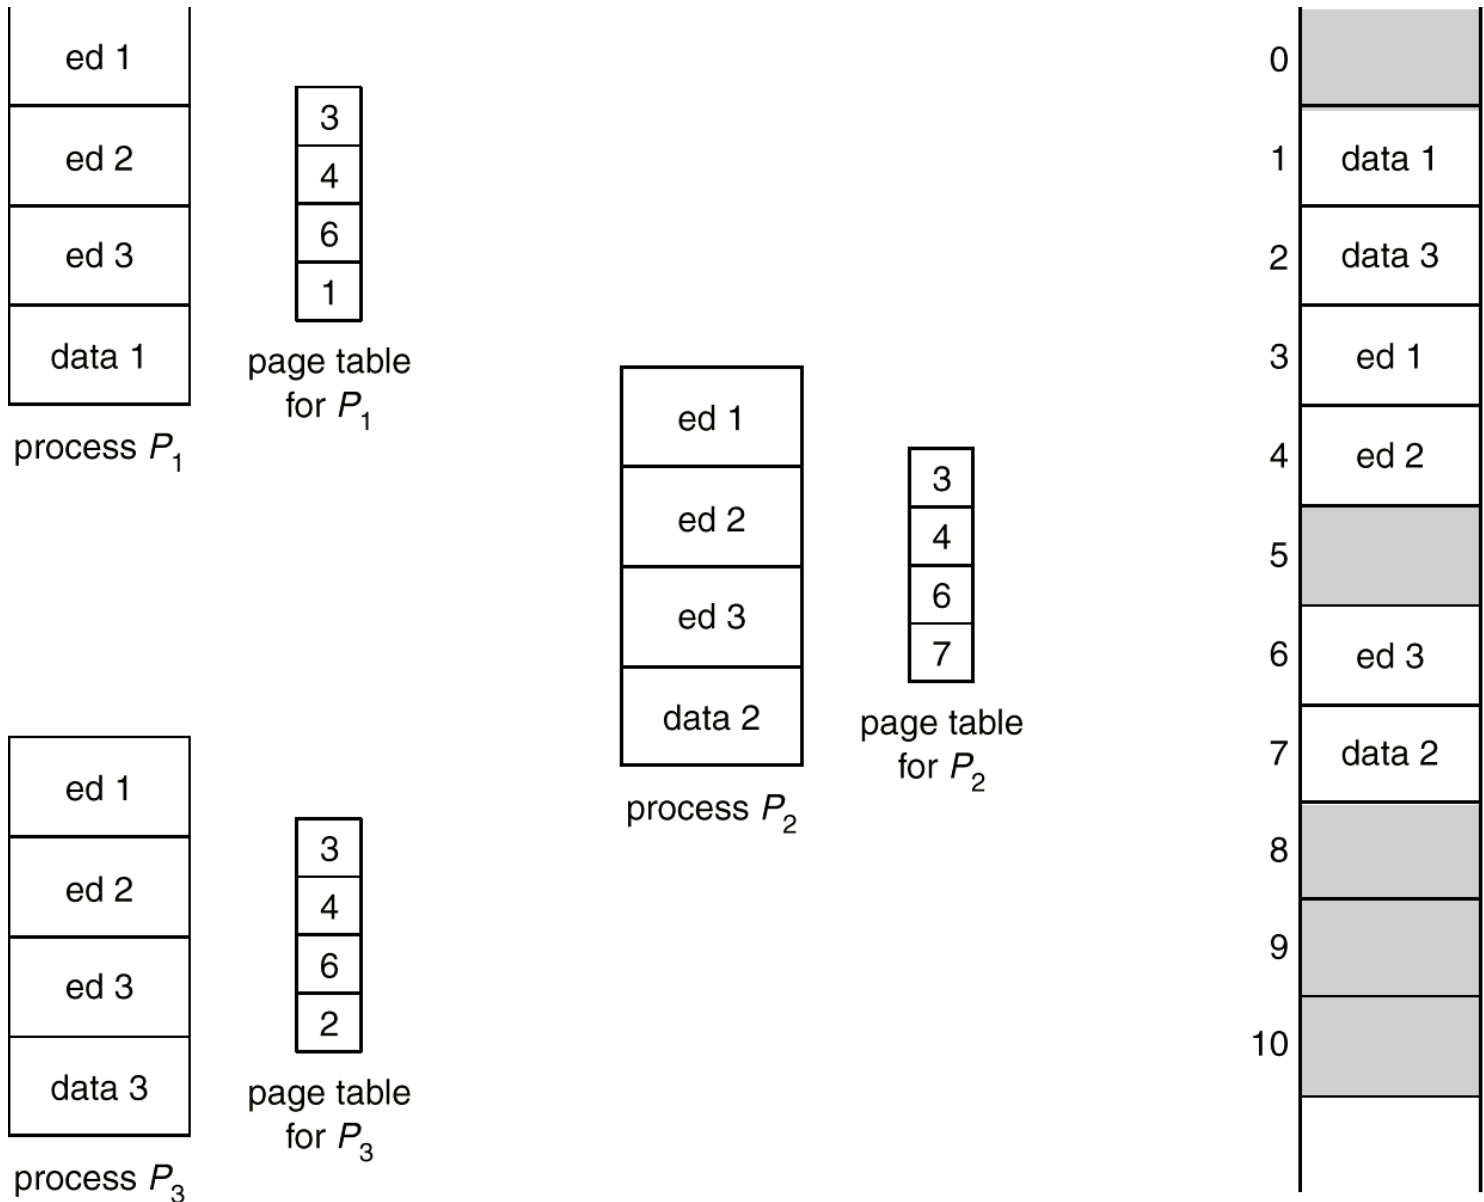 ed 1
ed 2
ed 3
data 1
process P1
3
4
6
1
page table
for P1
ed 1
ed 2
ed 3
data 2
process P2
3
4
6
7
page table
for P2
ed 1
ed 2
ed 3
data 3
process P3
3
4
6
2
page table
for P3
0
1 data 1
2 data 3
3 ed 1
4 ed 2
5
6 ed 3
7 data 2
8
9
10